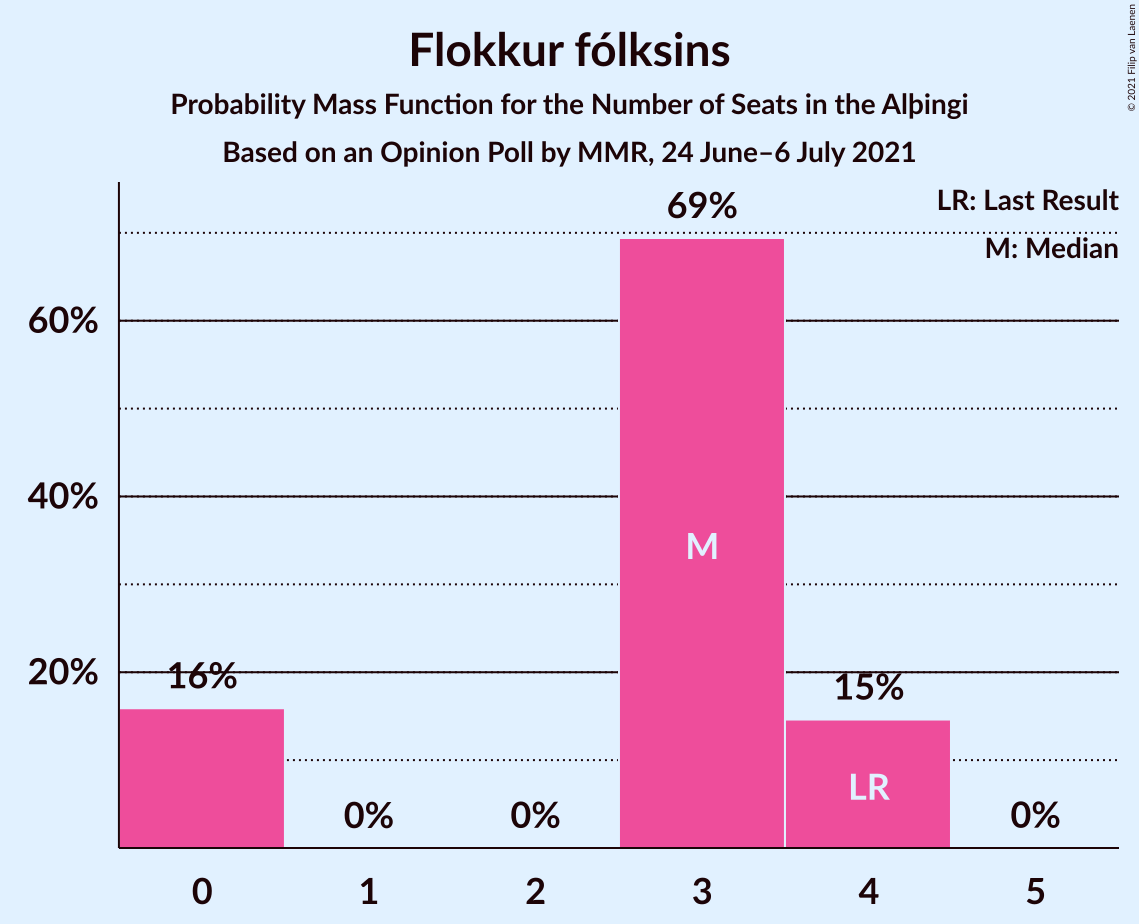 Flokkur fólksins
Probability Mass Function for the Number of Seats in the Alþingi
Based on an Opinion Poll by MMR, 24 June–6 July 2021
© 2021 Filip van Laenen
LR: Last Result
M: Median
69%
60%
40%
20%
M
16%
15%
LR
0%
0%
0%
0
1
2
3
4
5